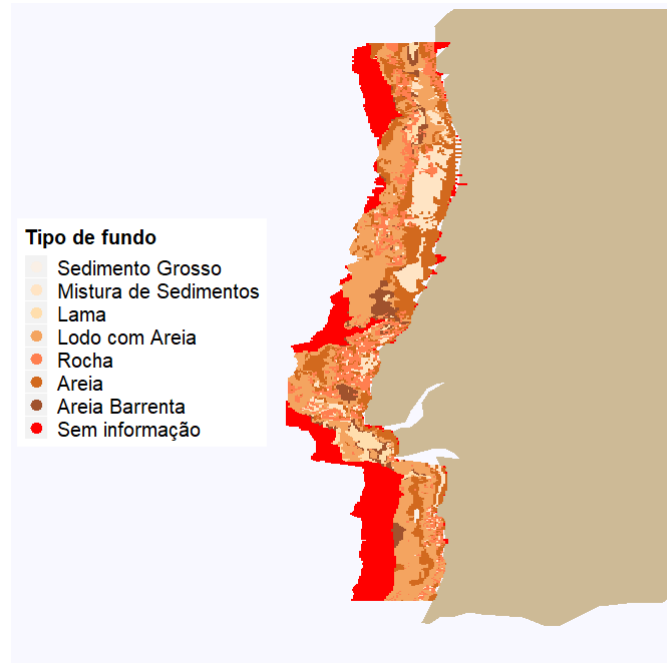 Tipo de fundo
Sedimento Grosso
Mistura de Sedimentos
Lama
Lodo com Areia
Rocha
Areia
Areia Barrenta
Sem informação